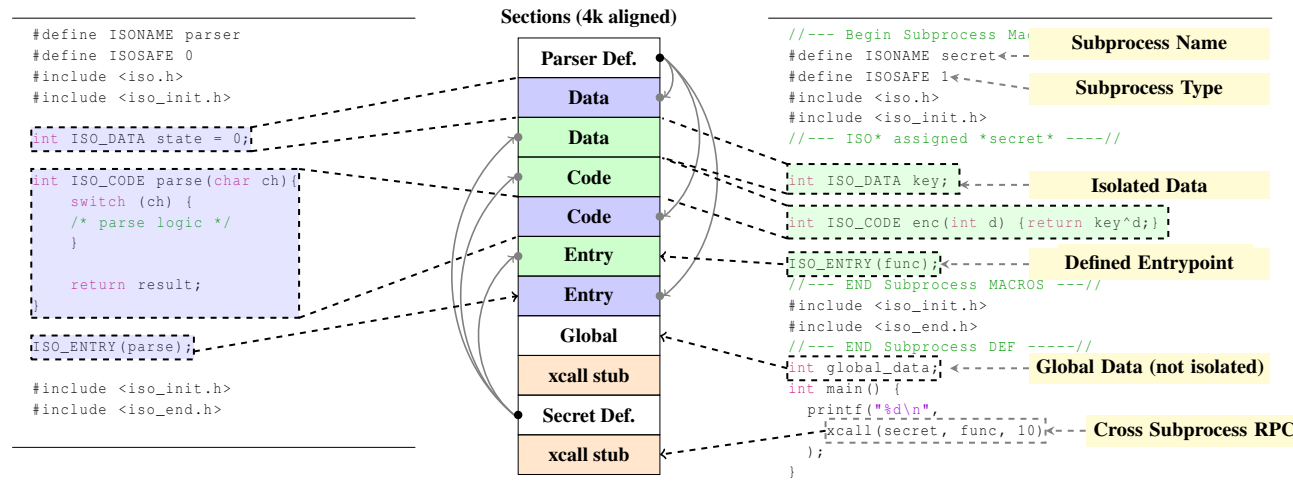 Sections (4k aligned)
#define ISONAME parser
#define ISOSAFE 0
#include <iso.h>
#include <iso_init.h>
int ISO_DATA state = 0;
int ISO_CODE parse(char ch){
switch (ch) {
/* parse logic */
}
return result;
}
ISO_ENTRY(parse);
#include <iso_init.h>
#include <iso_end.h>
Parser Def.
Data
Data
Code
Code
Entry
Entry
Global
xcall stub
Secret Def.
xcall stub
//--- Begin Subprocess
#define ISONAME secret
#define ISOSAFE 1
#include <iso.h>
#include <iso_init.h>
//--- ISO* assigned *secret* ----//
int ISO_DATA key;
int ISO_CODE enc(int d) {return key^d;}
ISO_ENTRY(func);
//--- END Subprocess MACROS ---//
#include <iso_init.h>
#include <iso_end.h>
//--- END Subprocess DEF -----//
int global_data;
int main() {
printf("%d\n",
xcall(secret, func, 10)
);
}
Subprocess Name
Subprocess Type
Isolated Data
Defined Entrypoint
Global Data (not isolated)
Cross Subprocess RPC